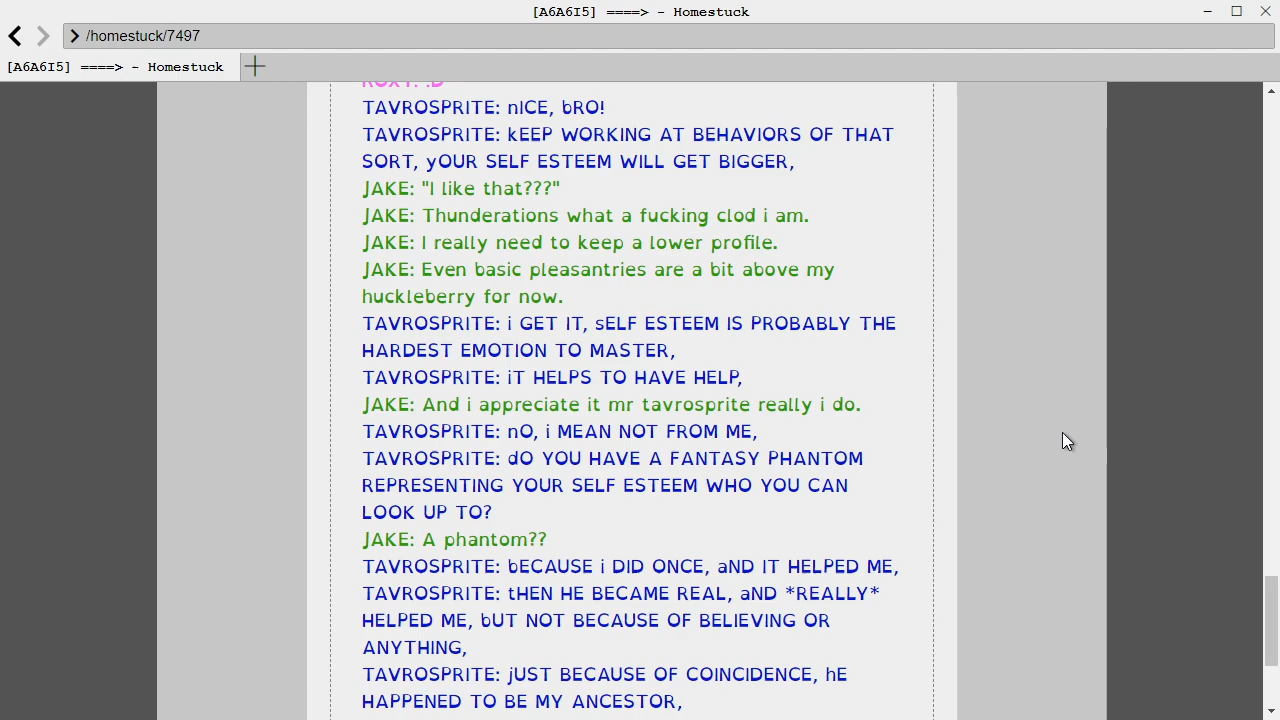 [A6A6I5] ====> - Homestuck
/homestuck/7497
[A6A6I5] ====> - Homestuck
ROXY: :D
TAVROSPRITE: nICE, bRO!
TAVROSPRITE: kEEP WORKING AT BEHAVIORS OF THAT
SORT, yOUR SELF ESTEEM WILL GET BIGGER,
JAKE: "I like that???"
JAKE: Thunderations what a fucking clod i am.
JAKE: I really need to keep a lower profile.
JAKE: Even basic pleasantries are a bit above my
huckleberry for now.
TAVROSPRITE: i GET IT, sELF ESTEEM IS PROBABLY THE
HARDEST EMOTION TO MASTER,
TAVROSPRITE: iT HELPS TO HAVE HELP,
JAKE: And i appreciate it mr tavrosprite really i do.
TAVROSPRITE: nO, i MEAN NOT FROM ME,
TAVROSPRITE: dO YOU HAVE A FANTASY PHANTOM
REPRESENTING YOUR SELF ESTEEM WHO YOU CAN
LOOK UP TO?
JAKE: A phantom??
TAVROSPRITE: bECAUSE i DID ONCE, aND IT HELPED ME,
TAVROSPRITE: tHEN HE BECAME REAL, aND *REALLY*
HELPED ME, bUT NOT BECAUSE OF BELIEVING OR
ANYTHING,
TAVROSPRITE: jUST BECAUSE OF COINCIDENCE, hE
HAPPENED TO BE MY ANCESTOR,